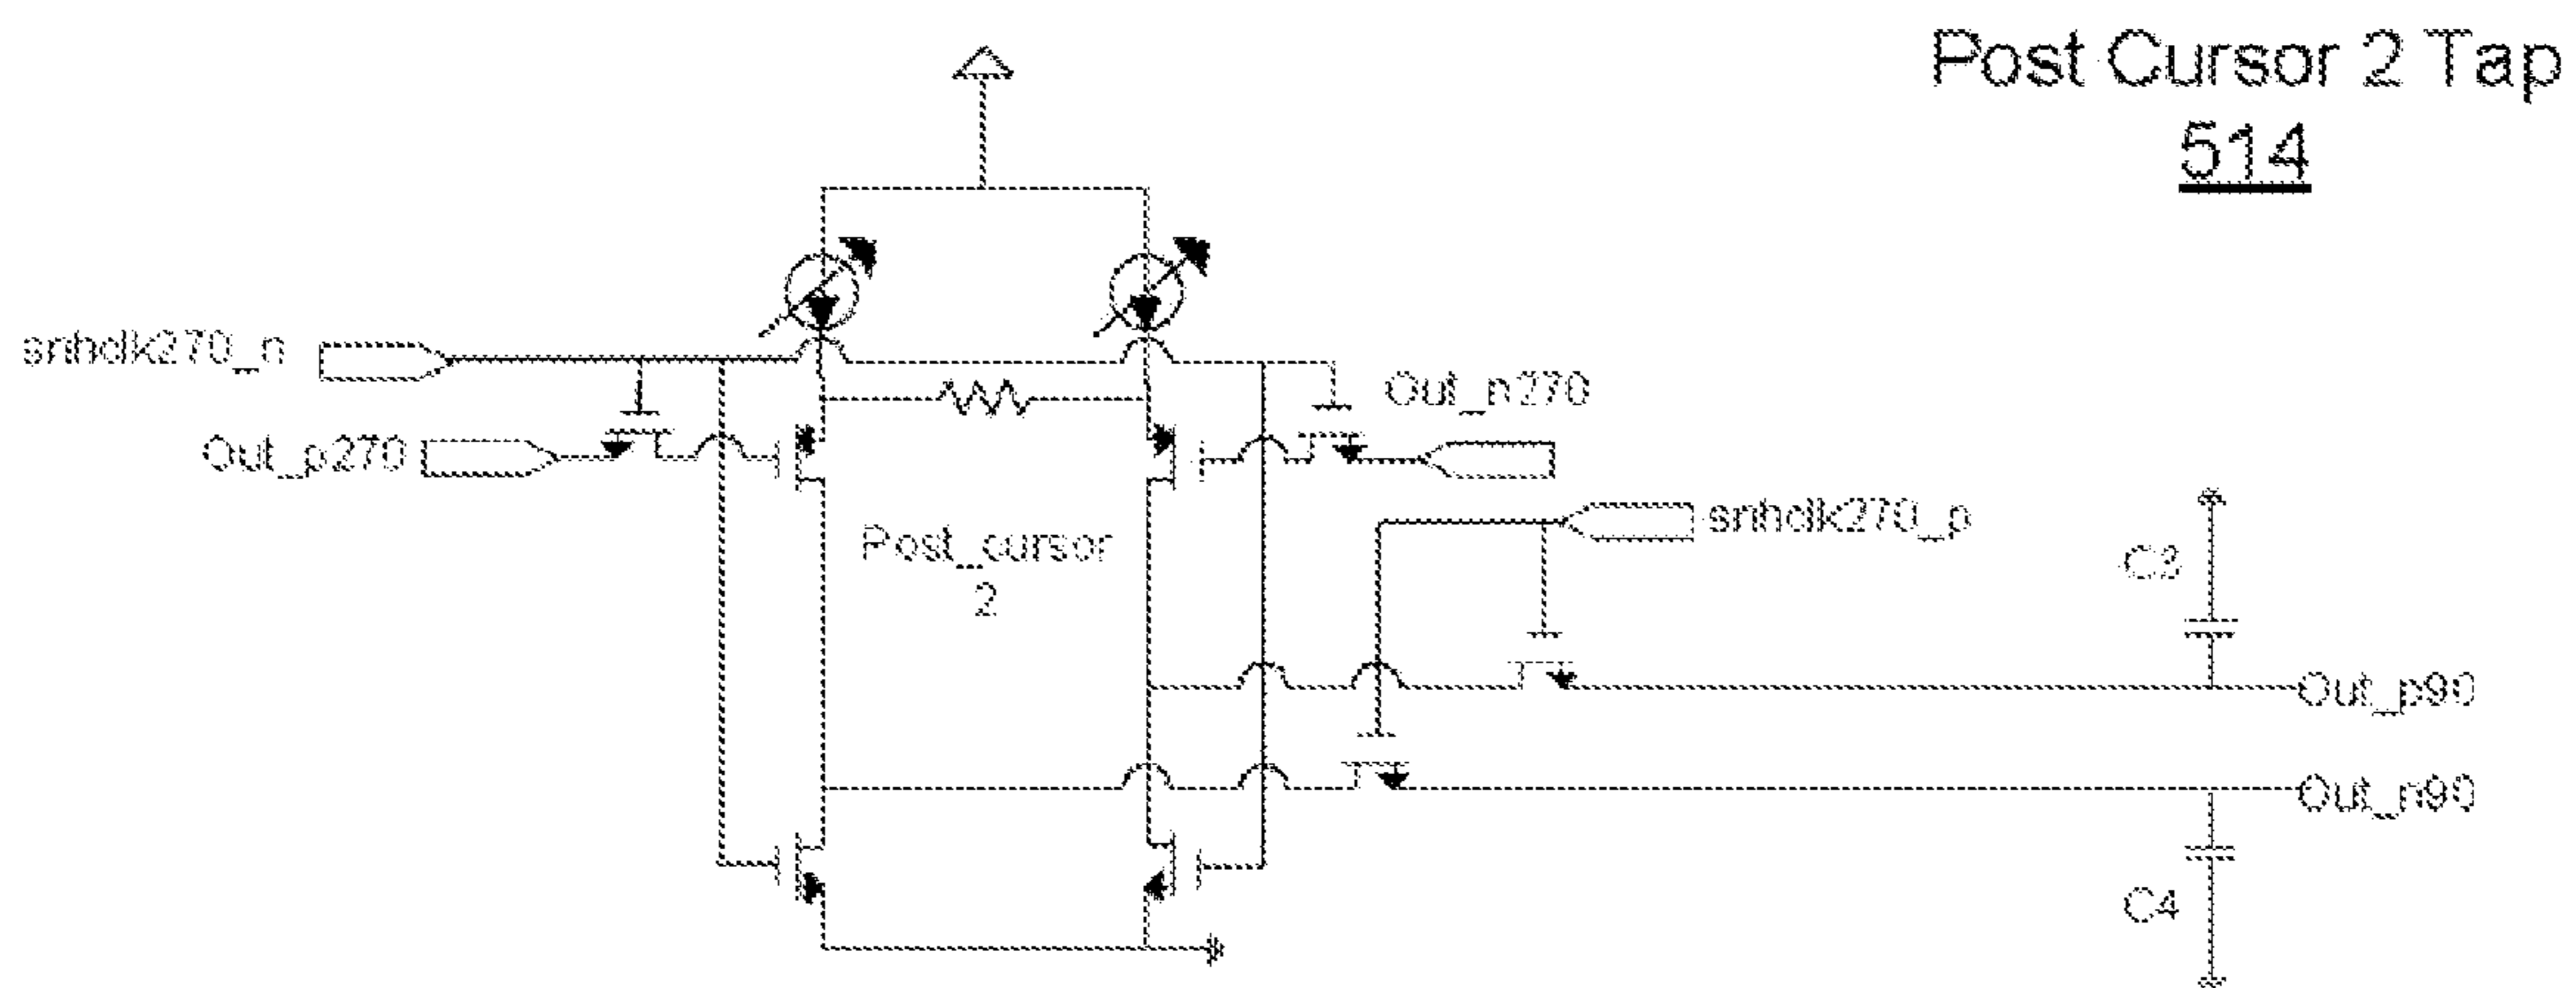 Post Cursor 2 Tap
514
snhclk270_n
Out_n270
Out_p270
snhclk270_p
Post_cursor
2
C3
Out_p90
Out_n90
C4